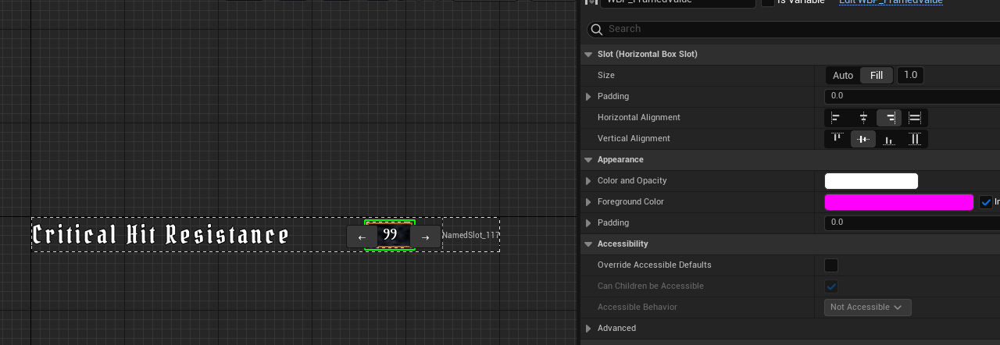 WBP_FramedValue Is Variable Edit WBP_FramedValue
Search
Slot (Horizontal Box Slot)
Size Auto Fill 1.0
Padding 0.0
Horizontal Alignment
Vertical Alignment
Appearance
Color and Opacity
Foreground Color In
Padding 0.0
Accessibility
Override Accessible Defaults
Can Children be Accessible
Accessible Behavior Not Accessible
Advanced
Critical Hit Resistance ← 99 → NamedSlot_117